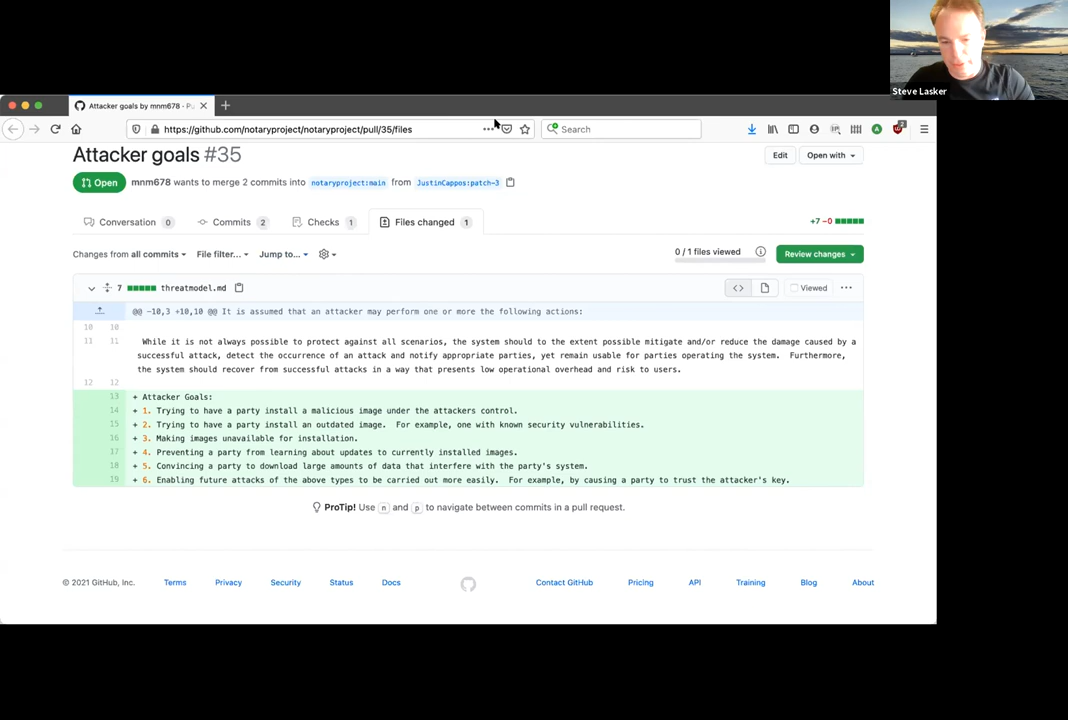 Steve Lasker
Attacker goals by mnm678 · Pu
https://github.com/notaryproject/notaryproject/pull/35/files
Search
2
Attacker goals #35
Edit
Open with
Open
mnm678 wants to merge 2 commits into notaryproject:main from JustinCappos:patch-3
Conversation 0
Commits 2
Checks 1
Files changed 1
+7 −0
Changes from all commits
File filter...
Jump to...
0 / 1 files viewed
Review changes
7 threatmodel.md
Viewed
@@ -10,3 +10,10 @@ It is assumed that an attacker may perform one or more the following actions:
10 10
11 11 While it is not always possible to protect against all scenarios, the system should to the extent possible mitigate and/or reduce the damage caused by a
successful attack, detect the occurrence of an attack and notify appropriate parties, yet remain usable for parties operating the system. Furthermore,
the system should recover from successful attacks in a way that presents low operational overhead and risk to users.
12 12
13 + Attacker Goals:
14 + 1. Trying to have a party install a malicious image under the attackers control.
15 + 2. Trying to have a party install an outdated image. For example, one with known security vulnerabilities.
16 + 3. Making images unavailable for installation.
17 + 4. Preventing a party from learning about updates to currently installed images.
18 + 5. Convincing a party to download large amounts of data that interfere with the party's system.
19 + 6. Enabling future attacks of the above types to be carried out more easily. For example, by causing a party to trust the attacker's key.
ProTip! Use n and p to navigate between commits in a pull request.
© 2021 GitHub, Inc.
Terms
Privacy
Security
Status
Docs
Contact GitHub
Pricing
API
Training
Blog
About